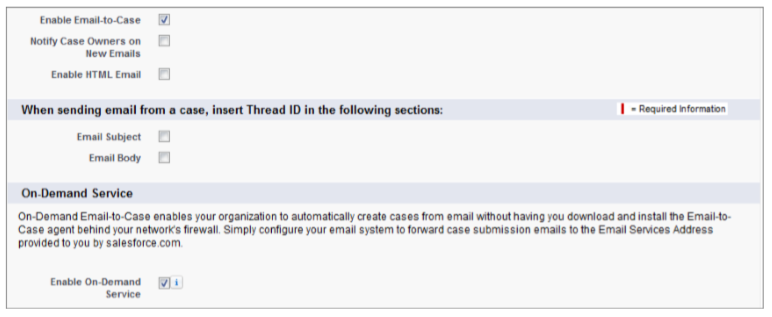 Enable Email-to-Case
Notify Case Owners on
New Emails
Enable HTML Email
When sending email from a case, insert Thread ID in the following sections:
= Required Information
Email Subject
Email Body
On-Demand Service
On-Demand Email-to-Case enables your organization to automatically create cases from email without having you download and install the Email-to-
Case agent behind your network's firewall. Simply configure your email system to forward case submission emails to the Email Services Address
provided to you by salesforce.com.
Enable On-Demand
Service
i